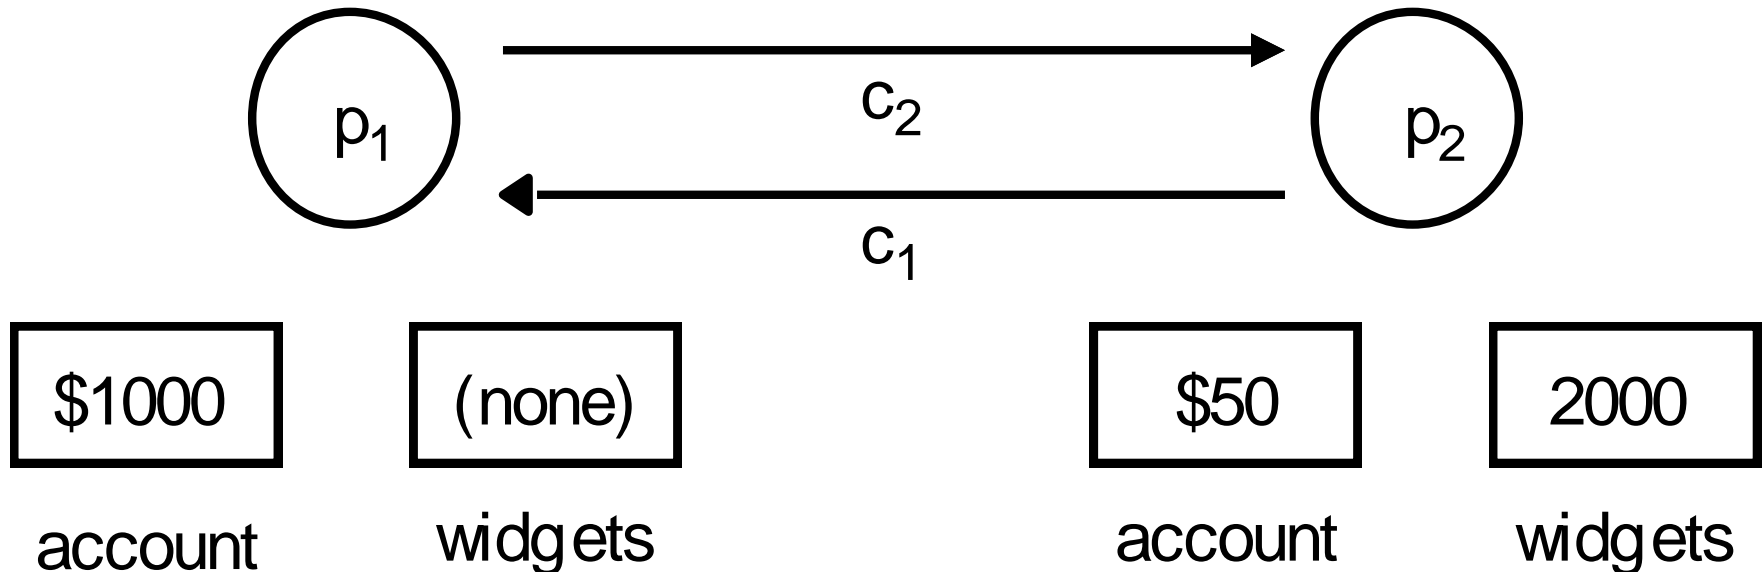 p1
c2
p2
c1
$1000
(none)
$50
2000
account
widgets
account
widgets